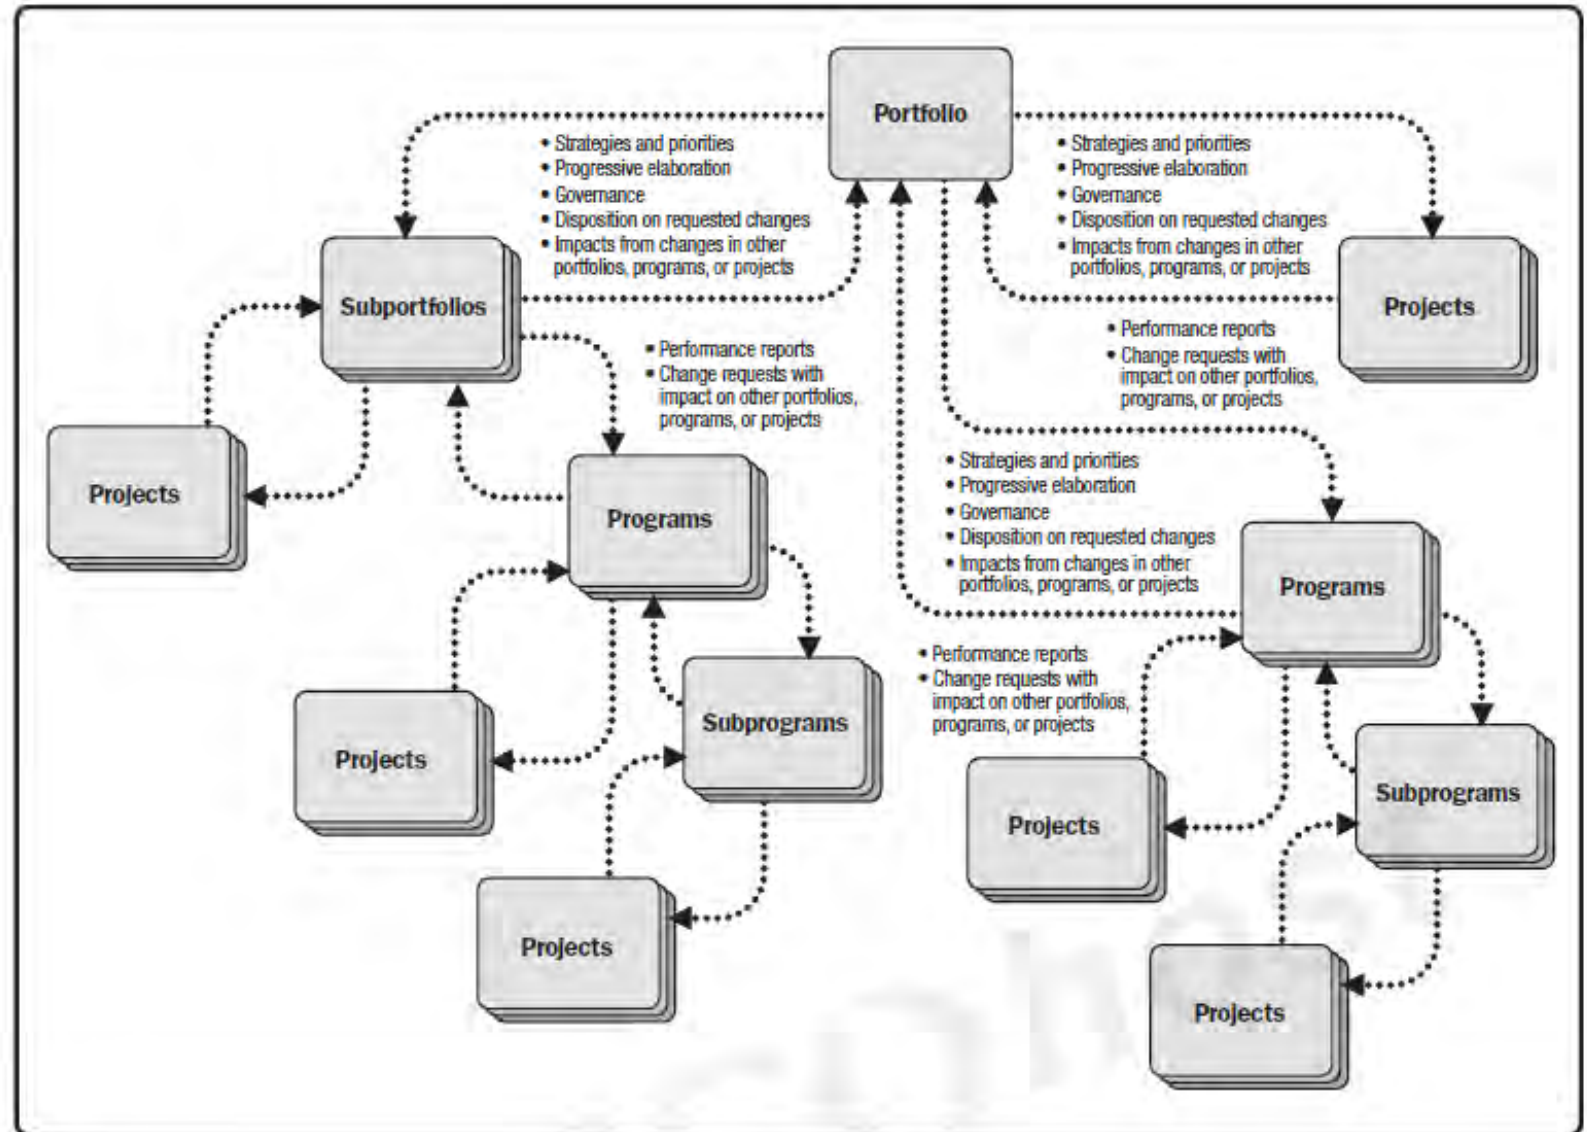 Portfolio
• Strategies and priorities
• Progressive elaboration
• Governance
• Disposition on requested changes
• Impacts from changes in other
portfolios, programs, or projects
• Strategies and priorities
• Progressive elaboration
• Governance
• Disposition on requested changes
• Impacts from changes in other
portfolios, programs, or projects
Subportfolios
Projects
• Performance reports
• Change requests with
impact on other portfolios,
programs, or projects
• Performance reports
• Change requests with
impact on other portfolios,
programs, or projects
Projects
Programs
• Strategies and priorities
• Progressive elaboration
• Governance
• Disposition on requested changes
• Impacts from changes in other
portfolios, programs, or projects
Programs
• Performance reports
• Change requests with
impact on other portfolios,
programs, or projects
Projects
Subprograms
Projects
Subprograms
Projects
Projects